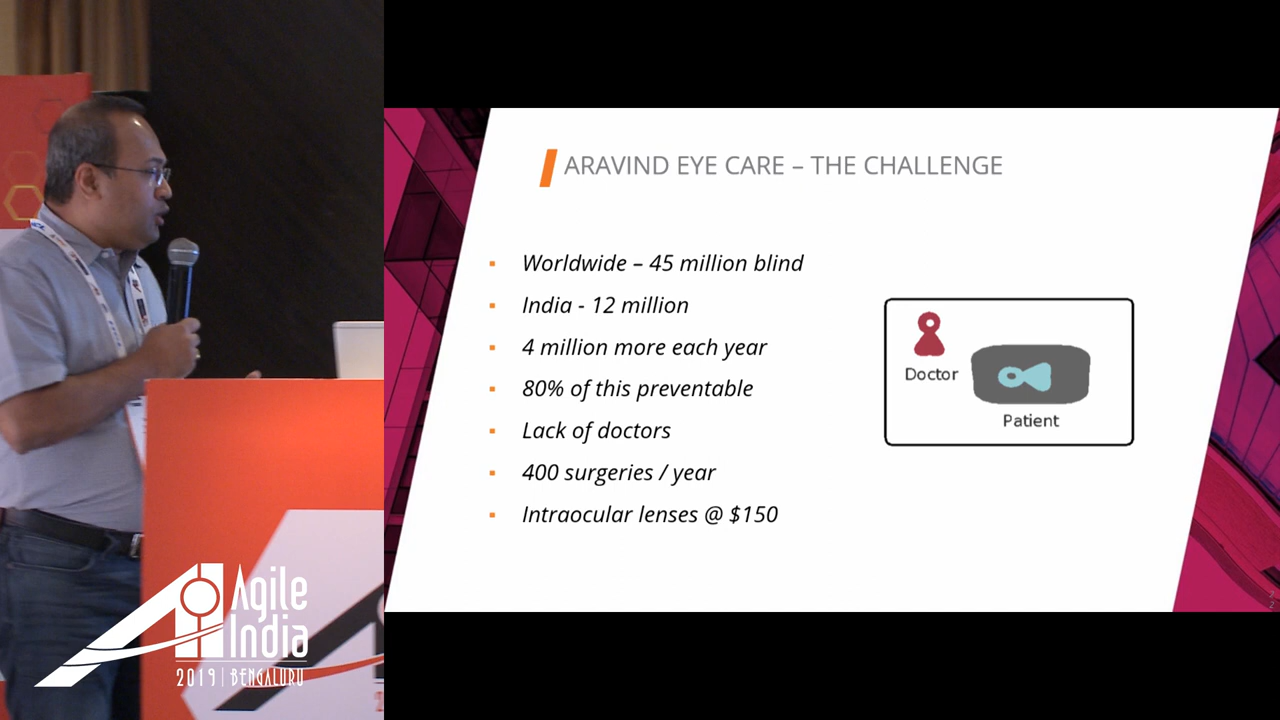 ARAVIND EYE CARE – THE CHALLENGE
Worldwide – 45 million blind
India - 12 million
4 million more each year
80% of this preventable
Lack of doctors
400 surgeries / year
Intraocular lenses @ $150
Doctor
Patient
Agile
India
2019 | BENGALURU